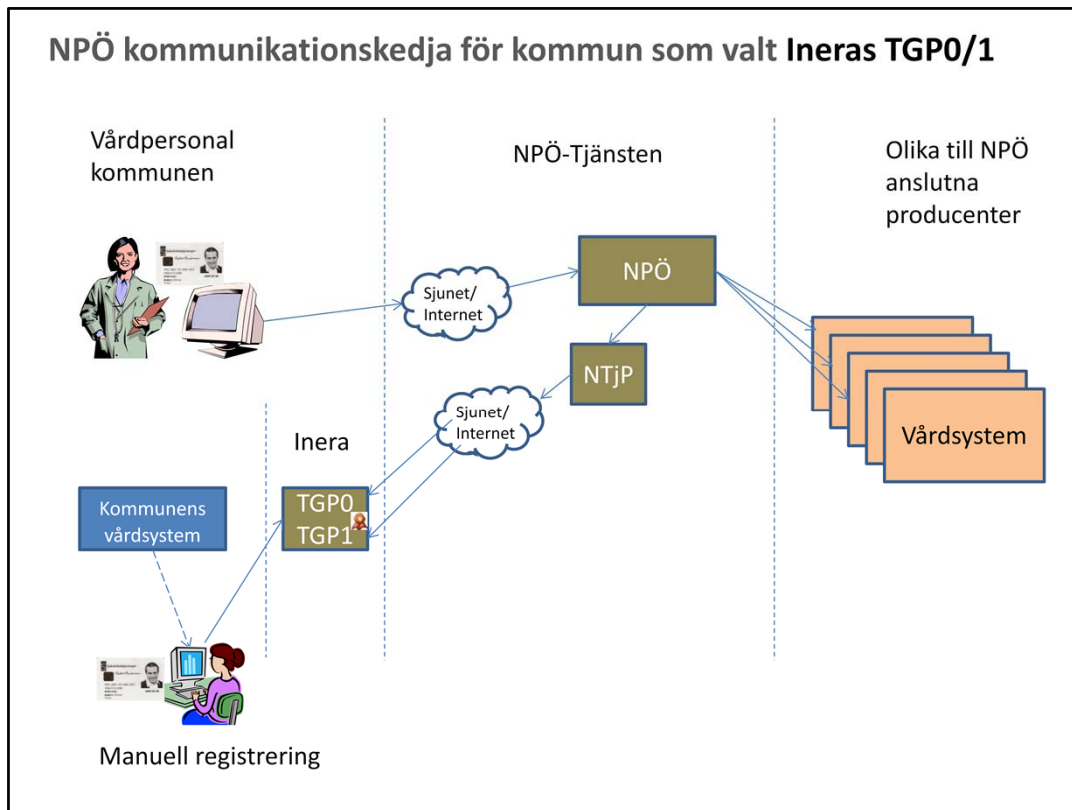 NPÖ kommunikationskedja för kommun som valt Ineras TGP0/1
Vårdpersonal
kommunen
NPÖ-Tjänsten
Olika till NPÖ
anslutna
producenter
Sjunet/
Internet
NPÖ
NTjP
Sjunet/
Internet
Inera
TGP0
TGP1
Kommunens
vårdsystem
Vårdsystem
Manuell registrering